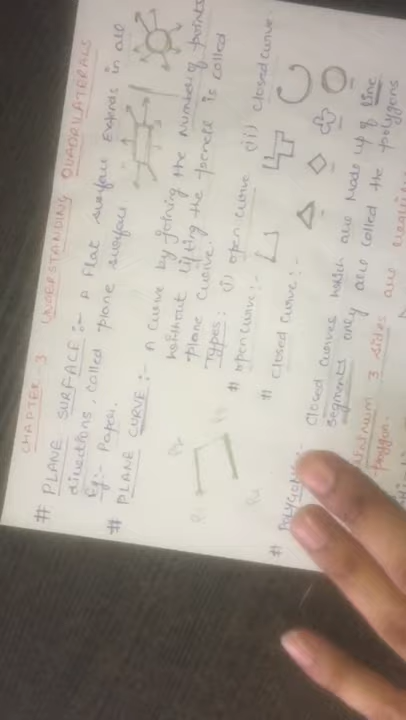 CHAPTER-3 UNDERSTANDING QUADRILATERALS
# PLANE SURFACE :- A Flat surface Expands in all
directions, called plane surface
Eg:- Paper.
# PLANE CURVE :- A Curve by joining the Number of points
without lifting the pencil is called
plane curve.
Types: (i) open curve (ii) closed curve.
# open curve :-
# Closed curve :-
# POLYGON :- Closed curves which are made up of line
segments only are called the polygons
3 sides are
polygon.